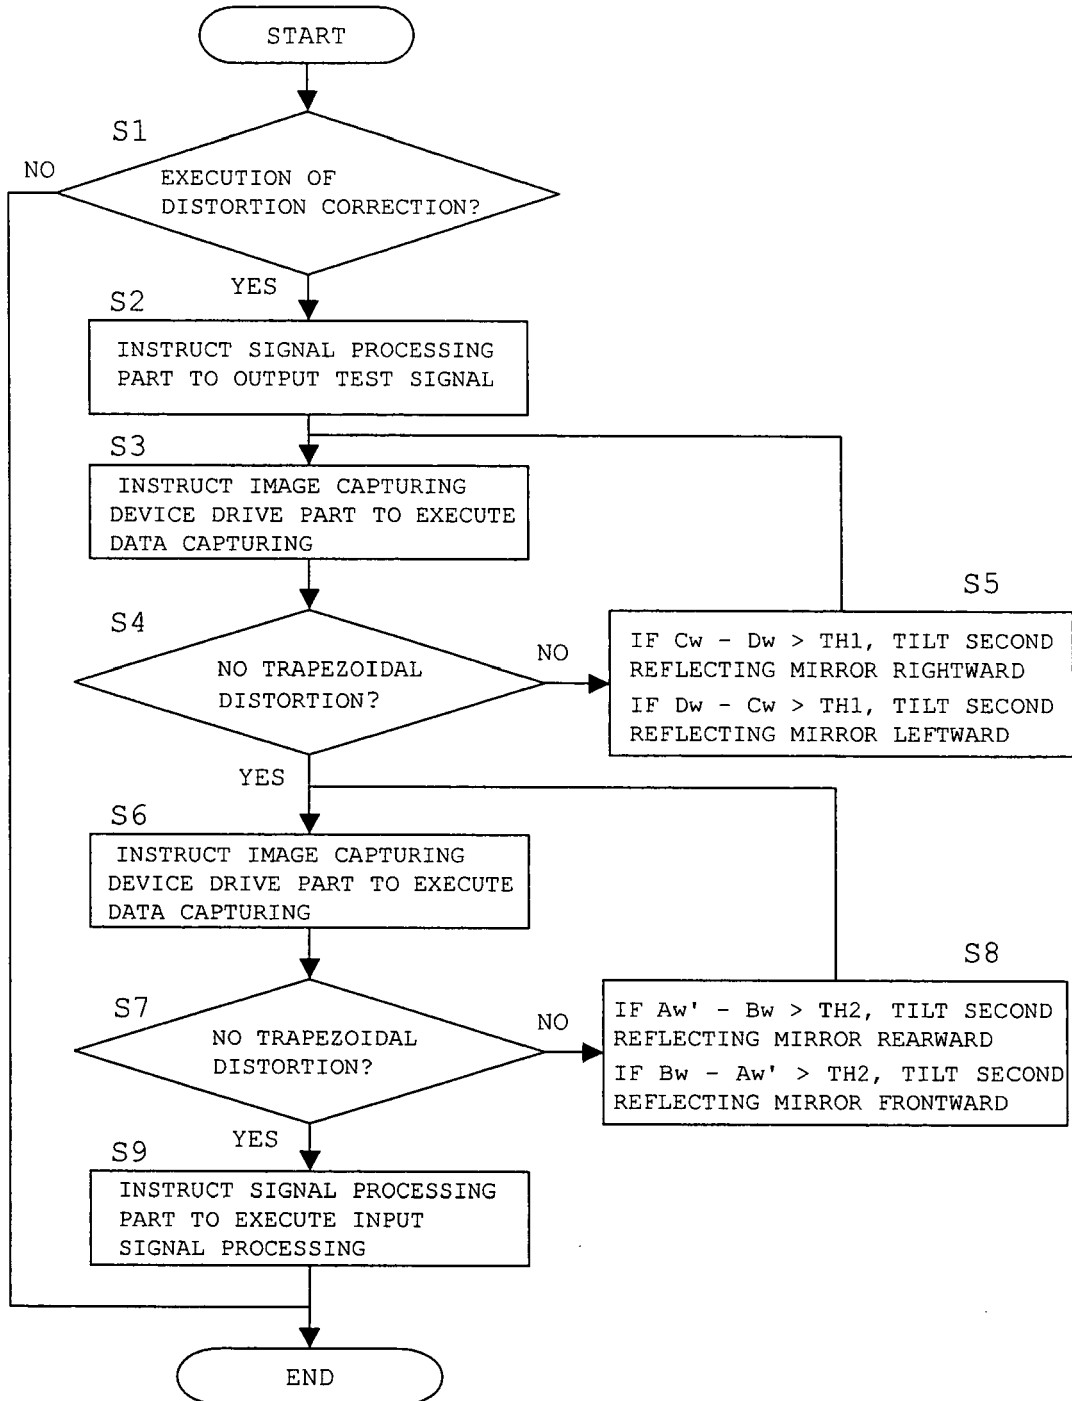 START
S1
NO
EXECUTION OF
DISTORTION CORRECTION?
YES
S2
INSTRUCT SIGNAL PROCESSING
PART TO OUTPUT TEST SIGNAL
S3
INSTRUCT IMAGE CAPTURING
DEVICE DRIVE PART TO EXECUTE
DATA CAPTURING
S4
NO TRAPEZOIDAL
DISTORTION?
NO
S5
IF Cw - Dw > TH1, TILT SECOND
REFLECTING MIRROR RIGHTWARD
IF Dw - Cw > TH1, TILT SECOND
REFLECTING MIRROR LEFTWARD
YES
S6
INSTRUCT IMAGE CAPTURING
DEVICE DRIVE PART TO EXECUTE
DATA CAPTURING
S7
NO TRAPEZOIDAL
DISTORTION?
NO
S8
IF Aw' - Bw > TH2, TILT SECOND
REFLECTING MIRROR REARWARD
IF Bw - Aw' > TH2, TILT SECOND
REFLECTING MIRROR FRONTWARD
YES
S9
INSTRUCT SIGNAL PROCESSING
PART TO EXECUTE INPUT
SIGNAL PROCESSING
END